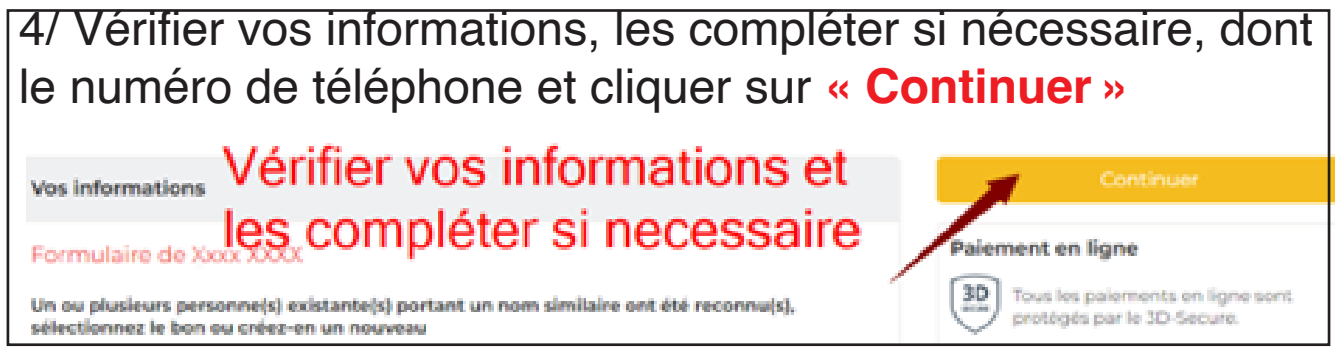 4/ Vérifier vos informations, les compléter si nécessaire, dont
le numéro de téléphone et cliquer sur « Continuer »
Vérifier vos informations et
les compléter si necessaire
Vos informations
Formulaire de Xxxx XXXX
Un ou plusieurs personne(s) existante(s) portant un nom similaire ont été reconnu(s),
sélectionnez le bon ou créez-en un nouveau
Continuer
Paiement en ligne
3D
Tous les paiements en ligne sont
protégés par le 3D-Secure.